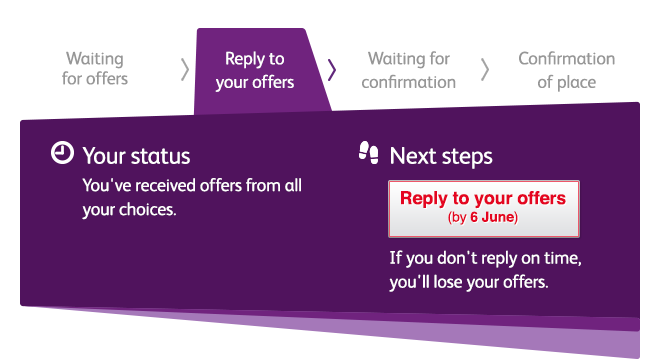 Waiting
for offers
Reply to
your offers
Waiting for
confirmation
Confirmation
of place
Your status
You've received offers from all
your choices.
Next steps
Reply to your offers
(by 6 June)
If you don't reply on time,
you'll lose your offers.